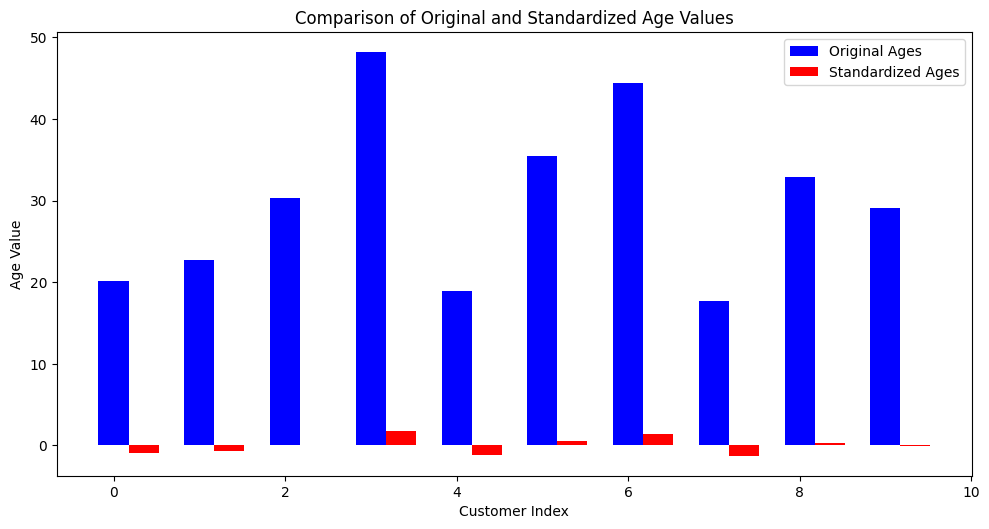 Comparison of Original and Standardized Age Values
Original Ages
Standardized Ages
Age Value
50
40
30
20
10
0
0 2 4 6 8 10
Customer Index